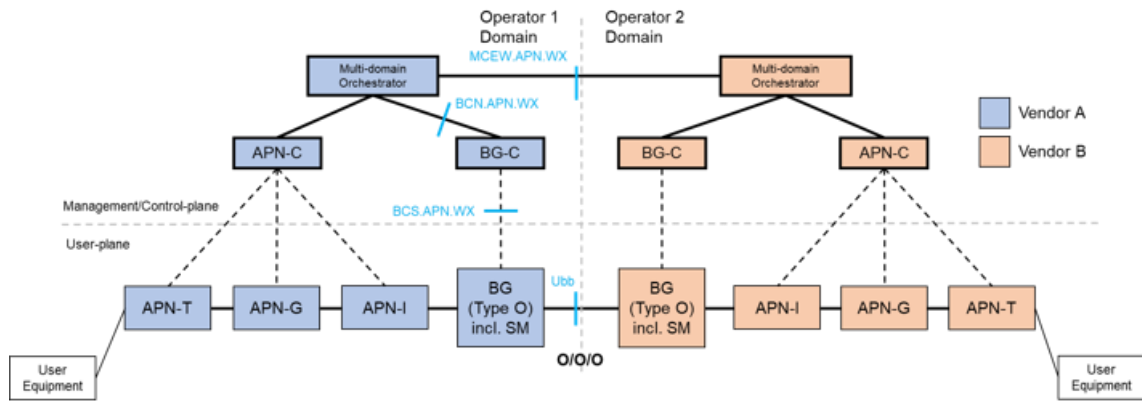 Operator 1
Domain
Operator 2
Domain
MCEW.APN.WX
Multi-domain
Orchestrator
Multi-domain
Orchestrator
BCN.APN.WX
Vendor A
Vendor B
APN-C
BG-C
BG-C
APN-C
Management/Control-plane
BCS.APN.WX
User-plane
APN-T
APN-G
APN-I
BG
(Type O)
incl. SM
Ubb
BG
(Type O)
incl. SM
APN-I
APN-G
APN-T
O/O/O
User
Equipment
User
Equipment